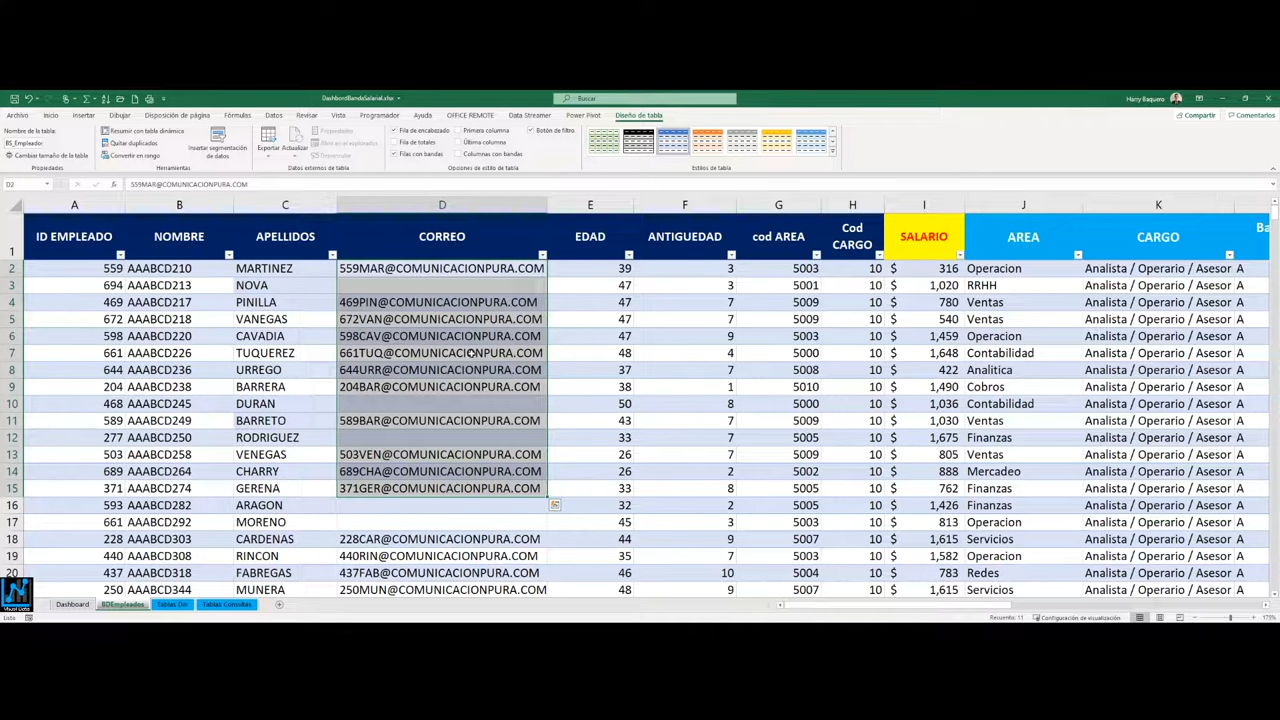 DashbordBandaSalarial.xlsx
Buscar
Harry Baquero
Archivo Inicio Insertar Dibujar Disposición de página Fórmulas Datos Revisar Vista Programador Ayuda OFFICE REMOTE Data Streamer Power Pivot Diseño de tabla
Compartir Comentarios
Nombre de la tabla: Resumir con tabla dinámica Propiedades Fila de encabezado Primera columna Botón de filtro
BS_Empleado: Quitar duplicados Insertar segmentación de datos Exportar Actualizar Fila de totales Última columna
Cambiar tamaño de la tabla Convertir en rango Filas con bandas Columnas con bandas
Propiedades Herramientas Datos externos de tabla Opciones de estilo de tabla Estilos de tabla
D2 559MAR@COMUNICACIONPURA.COM
A B C D E F G H I J K
1 ID EMPLEADO NOMBRE APELLIDOS CORREO EDAD ANTIGUEDAD cod AREA Cod CARGO SALARIO AREA CARGO Ba
2 559 AAABCD210 MARTINEZ 559MAR@COMUNICACIONPURA.COM 39 3 5003 10 $ 316 Operacion Analista / Operario / Asesor A
3 694 AAABCD213 NOVA 47 3 5001 10 $ 1,020 RRHH Analista / Operario / Asesor A
4 469 AAABCD217 PINILLA 469PIN@COMUNICACIONPURA.COM 47 7 5009 10 $ 780 Ventas Analista / Operario / Asesor A
5 672 AAABCD218 VANEGAS 672VAN@COMUNICACIONPURA.COM 47 7 5009 10 $ 540 Ventas Analista / Operario / Asesor A
6 598 AAABCD220 CAVADIA 598CAV@COMUNICACIONPURA.COM 47 9 5003 10 $ 1,459 Operacion Analista / Operario / Asesor A
7 661 AAABCD226 TUQUEREZ 661TUQ@COMUNICACIONPURA.COM 48 4 5000 10 $ 1,648 Contabilidad Analista / Operario / Asesor A
8 644 AAABCD236 URREGO 644URR@COMUNICACIONPURA.COM 37 7 5008 10 $ 422 Analitica Analista / Operario / Asesor A
9 204 AAABCD238 BARRERA 204BAR@COMUNICACIONPURA.COM 38 1 5010 10 $ 1,490 Cobros Analista / Operario / Asesor A
10 468 AAABCD245 DURAN 50 8 5000 10 $ 1,036 Contabilidad Analista / Operario / Asesor A
11 589 AAABCD249 BARRETO 589BAR@COMUNICACIONPURA.COM 43 7 5009 10 $ 1,030 Ventas Analista / Operario / Asesor A
12 277 AAABCD250 RODRIGUEZ 33 7 5005 10 $ 1,675 Finanzas Analista / Operario / Asesor A
13 503 AAABCD258 VENEGAS 503VEN@COMUNICACIONPURA.COM 26 7 5009 10 $ 805 Ventas Analista / Operario / Asesor A
14 689 AAABCD264 CHARRY 689CHA@COMUNICACIONPURA.COM 26 2 5002 10 $ 888 Mercadeo Analista / Operario / Asesor A
15 371 AAABCD274 GERENA 371GER@COMUNICACIONPURA.COM 33 8 5005 10 $ 762 Finanzas Analista / Operario / Asesor A
16 593 AAABCD282 ARAGON 32 2 5005 10 $ 1,426 Finanzas Analista / Operario / Asesor A
17 661 AAABCD292 MORENO 45 3 5003 10 $ 813 Operacion Analista / Operario / Asesor A
18 228 AAABCD303 CARDENAS 228CAR@COMUNICACIONPURA.COM 44 9 5007 10 $ 1,615 Servicios Analista / Operario / Asesor A
19 440 AAABCD308 RINCON 440RIN@COMUNICACIONPURA.COM 35 7 5003 10 $ 1,582 Operacion Analista / Operario / Asesor A
20 437 AAABCD318 FABREGAS 437FAB@COMUNICACIONPURA.COM 46 10 5004 10 $ 783 Redes Analista / Operario / Asesor A
250 AAABCD344 MUNERA 250MUN@COMUNICACIONPURA.COM 48 9 5007 10 $ 1,615 Servicios Analista / Operario / Asesor A
Dashboard BDEmpleados Tablas Din Tablas Consultas
Listo Recuento: 11 Configuración de visualización